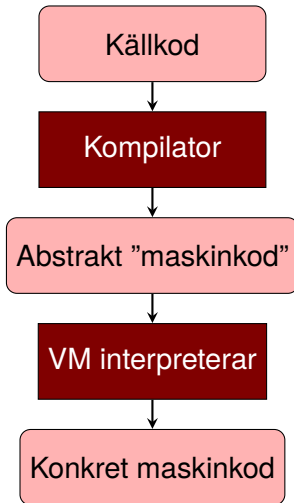 Källkod
Kompilator
Abstrakt ”maskinkod”
VM interpreterar
Konkret maskinkod